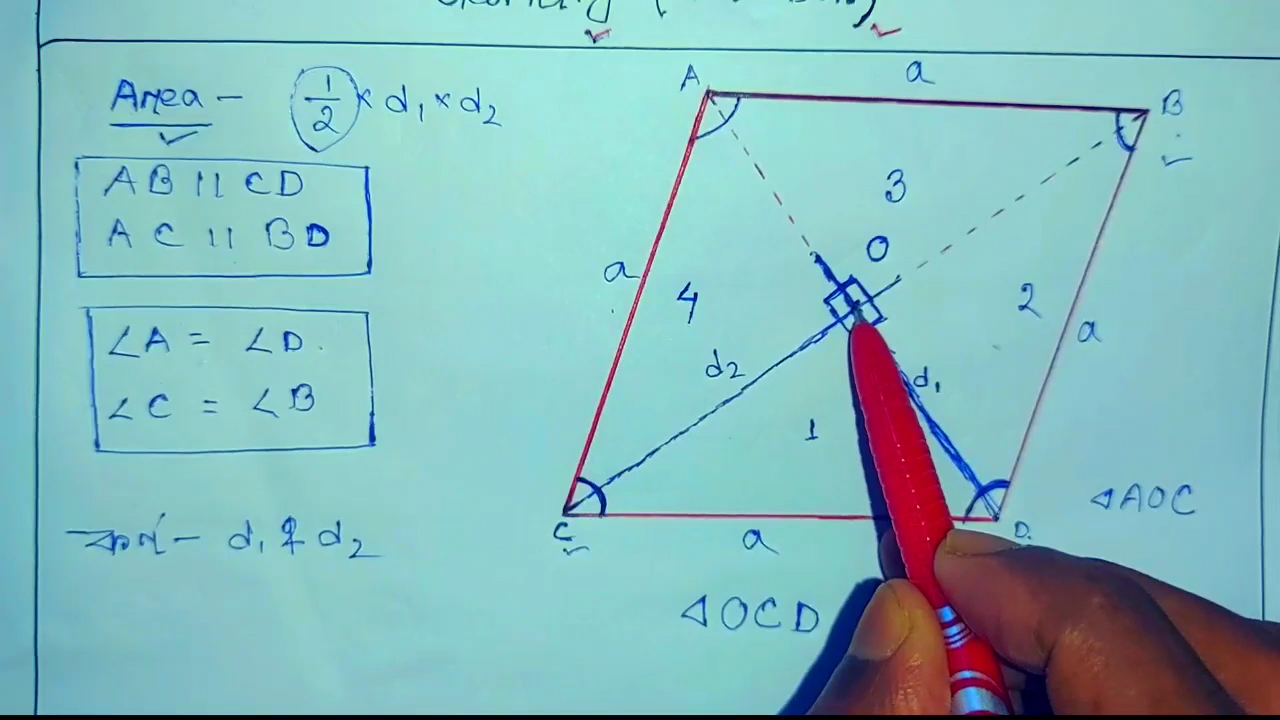 Area - 1/2 × d₁ × d₂
AB || CD
AC || BD
∠A = ∠D.
∠C = ∠B
কর্ণ - d₁ ও d₂
A
a
B
3
O
a
4
2
a
d₂
d₁
1
C
a
D
◁AOC
◁OCD